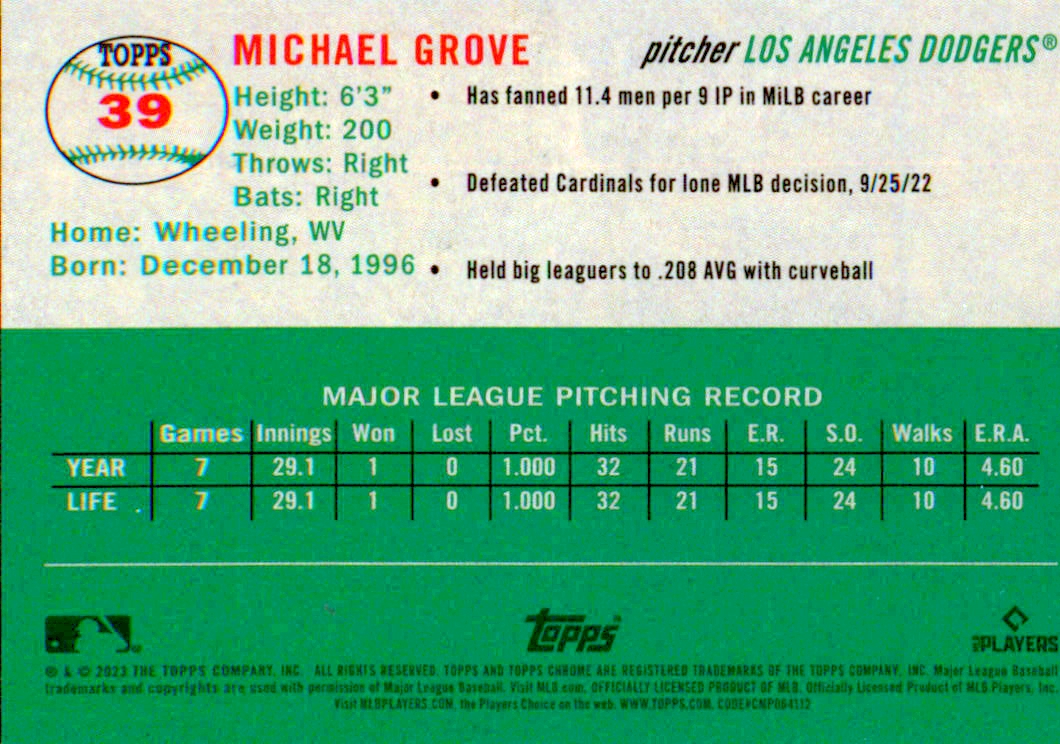 TOPPS
39
MICHAEL GROVE
pitcher LOS ANGELES DODGERS®
Height: 6'3"
Weight: 200
Throws: Right
Bats: Right
Home: Wheeling, WV
Born: December 18, 1996
• Has fanned 11.4 men per 9 IP in MiLB career
• Defeated Cardinals for lone MLB decision, 9/25/22
• Held big leaguers to .208 AVG with curveball
MAJOR LEAGUE PITCHING RECORD
Games Innings Won Lost Pct. Hits Runs E.R. S.O. Walks E.R.A.
YEAR 7 29.1 1 0 1.000 32 21 15 24 10 4.60
LIFE 7 29.1 1 0 1.000 32 21 15 24 10 4.60
topps
PLAYERS
® & © 2023 THE TOPPS COMPANY, INC. ALL RIGHTS RESERVED. TOPPS AND TOPPS CHROME ARE REGISTERED TRADEMARKS OF THE TOPPS COMPANY, INC. Major League Baseball
trademarks and copyrights are used with permission of Major League Baseball. Visit MLB.com. OFFICIALLY LICENSED PRODUCT OF MLB. Officially Licensed Product of MLB Players, Inc.
Visit MLBPLAYERS.COM, the Players Choice on the web. WWW.TOPPS.COM. CODE#CMP064112